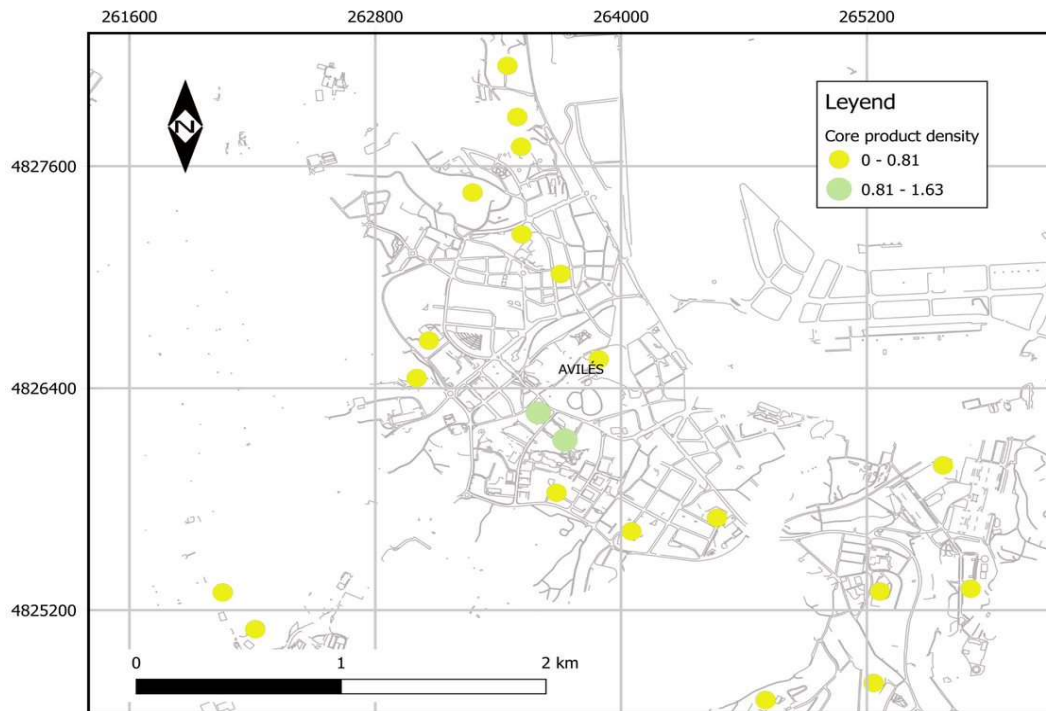 261600
262800
264000
265200
N
Leyend
Core product density
0 - 0.81
0.81 - 1.63
4827600
AVILÉS
4826400
4825200
0
1
2 km